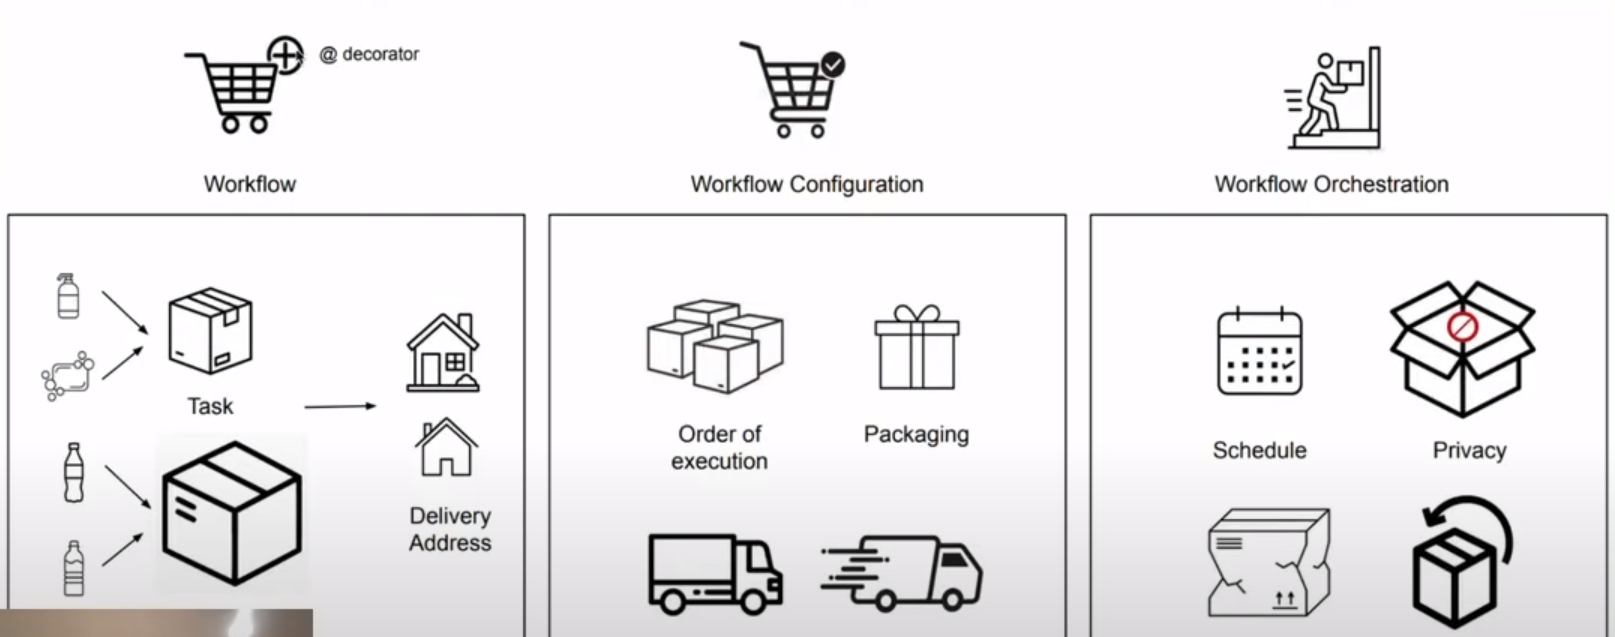 @ decorator
Workflow
Workflow Configuration
Workflow Orchestration
Task
Delivery
Address
Order of
execution
Packaging
Schedule
Privacy